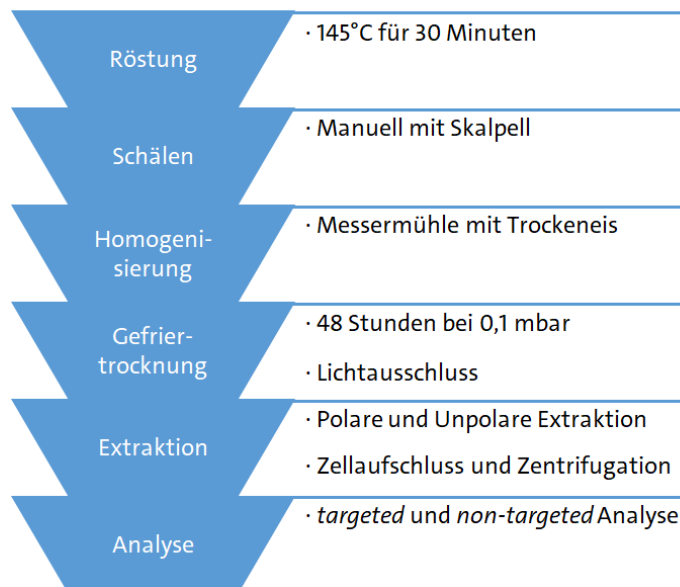 Röstung
· 145°C für 30 Minuten
Schälen
· Manuell mit Skalpell
Homogeni-
sierung
· Messermühle mit Trockeneis
Gefrier-
trocknung
· 48 Stunden bei 0,1 mbar
· Lichtausschluss
Extraktion
· Polare und Unpolare Extraktion
· Zellaufschluss und Zentrifugation
Analyse
· targeted und non-targeted Analyse